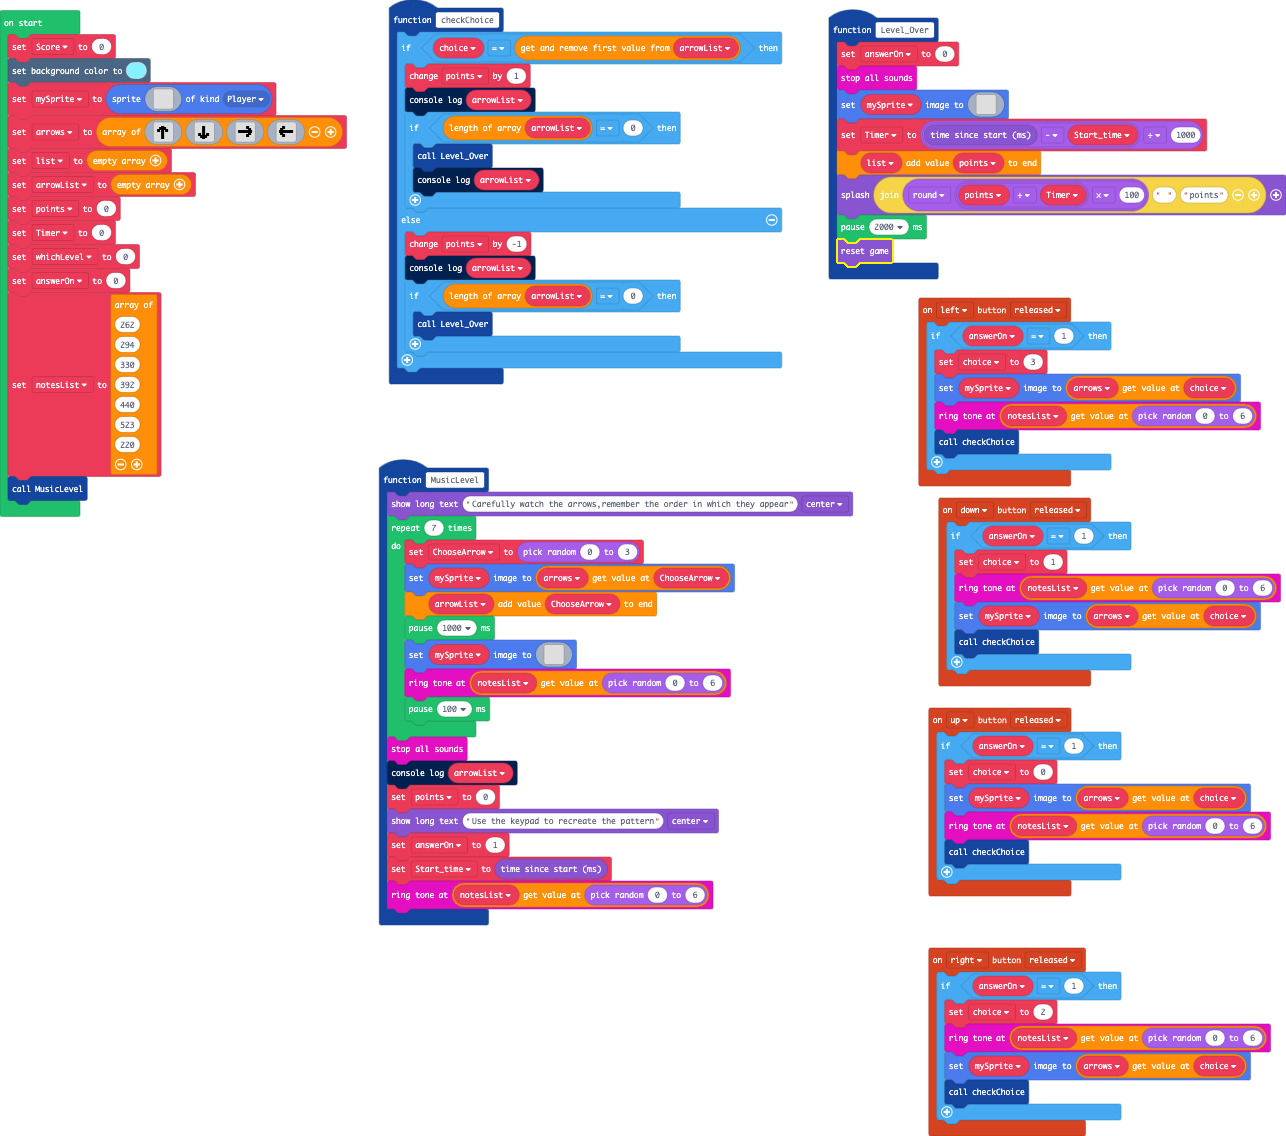 on start
set Score to 0
set background color to
set mySprite to sprite of kind Player
set arrows to array of
set list to empty array
set arrowList to empty array
set points to 0
set Timer to 0
set whichLevel to 0
set answerOn to 0
set notesList to array of
262
294
330
392
440
523
220
call MusicLevel
function checkChoice
if choice = get and remove first value from arrowList then
change points by 1
console log arrowList
if length of array arrowList = 0 then
call Level_Over
console log arrowList
else
change points by -1
console log arrowList
if length of array arrowList = 0 then
call Level_Over
function MusicLevel
show long text "Carefully watch the arrows,remember the order in which they appear" center
repeat 7 times
do
set ChooseArrow to pick random 0 to 3
set mySprite image to arrows get value at ChooseArrow
arrowList add value ChooseArrow to end
pause 1000 ms
set mySprite image to
ring tone at notesList get value at pick random 0 to 6
pause 100 ms
stop all sounds
console log arrowList
set points to 0
show long text "Use the keypad to recreate the pattern" center
set answerOn to 1
set Start_time to time since start (ms)
ring tone at notesList get value at pick random 0 to 6
function Level_Over
set answerOn to 0
stop all sounds
set mySprite image to
set Timer to time since start (ms) - Start_time ÷ 1000
list add value points to end
splash join round points ÷ Timer x 100 " " "points"
pause 2000 ms
reset game
on left button released
if answerOn = 1 then
set choice to 3
set mySprite image to arrows get value at choice
ring tone at notesList get value at pick random 0 to 6
call checkChoice
on down button released
if answerOn = 1 then
set choice to 1
ring tone at notesList get value at pick random 0 to 6
set mySprite image to arrows get value at choice
call checkChoice
on up button released
if answerOn = 1 then
set choice to 0
set mySprite image to arrows get value at choice
ring tone at notesList get value at pick random 0 to 6
call checkChoice
on right button released
if answerOn = 1 then
set choice to 2
ring tone at notesList get value at pick random 0 to 6
set mySprite image to arrows get value at choice
call checkChoice